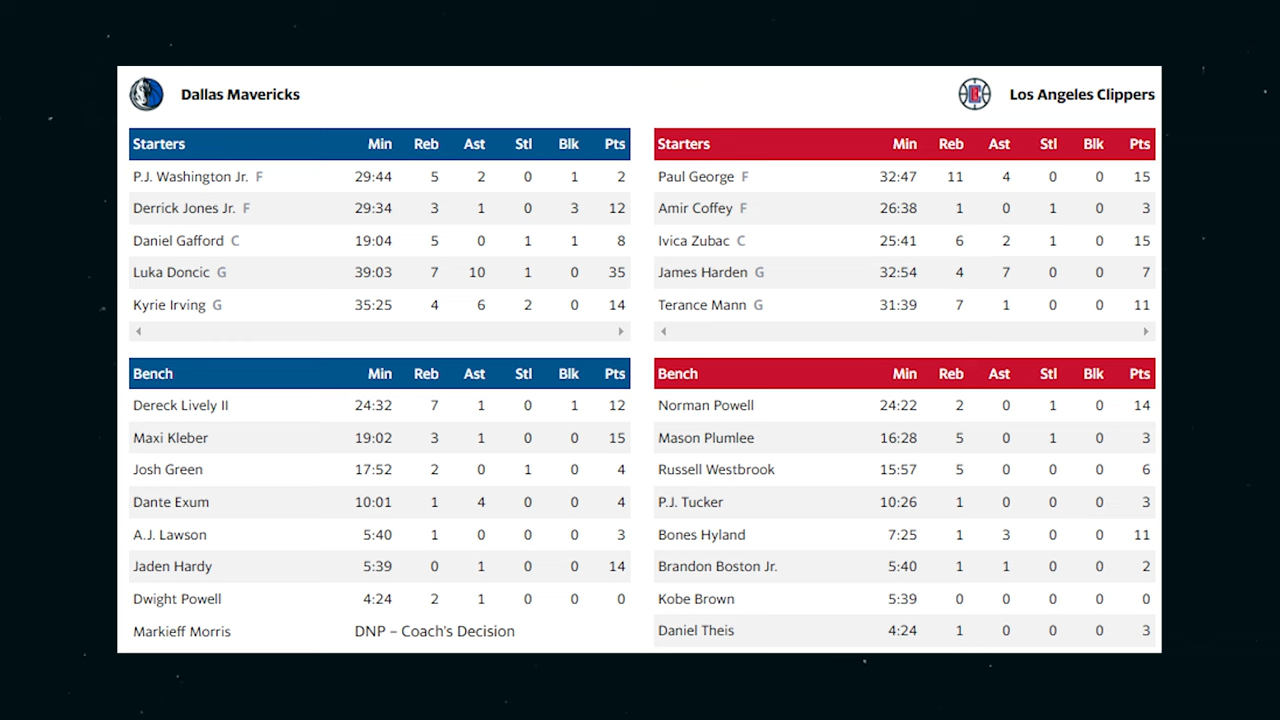 Dallas Mavericks
Los Angeles Clippers
Starters Min Reb Ast Stl Blk Pts
P.J. Washington Jr. F 29:44 5 2 0 1 2
Derrick Jones Jr. F 29:34 3 1 0 3 12
Daniel Gafford C 19:04 5 0 1 1 8
Luka Doncic G 39:03 7 10 1 0 35
Kyrie Irving G 35:25 4 6 2 0 14
Bench Min Reb Ast Stl Blk Pts
Dereck Lively II 24:32 7 1 0 1 12
Maxi Kleber 19:02 3 1 0 0 15
Josh Green 17:52 2 0 1 0 4
Dante Exum 10:01 1 4 0 0 4
A.J. Lawson 5:40 1 0 0 0 3
Jaden Hardy 5:39 0 1 0 0 14
Dwight Powell 4:24 2 1 0 0 0
Markieff Morris DNP – Coach's Decision
Starters Min Reb Ast Stl Blk Pts
Paul George F 32:47 11 4 0 0 15
Amir Coffey F 26:38 1 0 1 0 3
Ivica Zubac C 25:41 6 2 1 0 15
James Harden G 32:54 4 7 0 0 7
Terance Mann G 31:39 7 1 0 0 11
Bench Min Reb Ast Stl Blk Pts
Norman Powell 24:22 2 0 1 0 14
Mason Plumlee 16:28 5 0 1 0 3
Russell Westbrook 15:57 5 0 0 0 6
P.J. Tucker 10:26 1 0 0 0 3
Bones Hyland 7:25 1 3 0 0 11
Brandon Boston Jr. 5:40 1 1 0 0 2
Kobe Brown 5:39 0 0 0 0 0
Daniel Theis 4:24 1 0 0 0 3